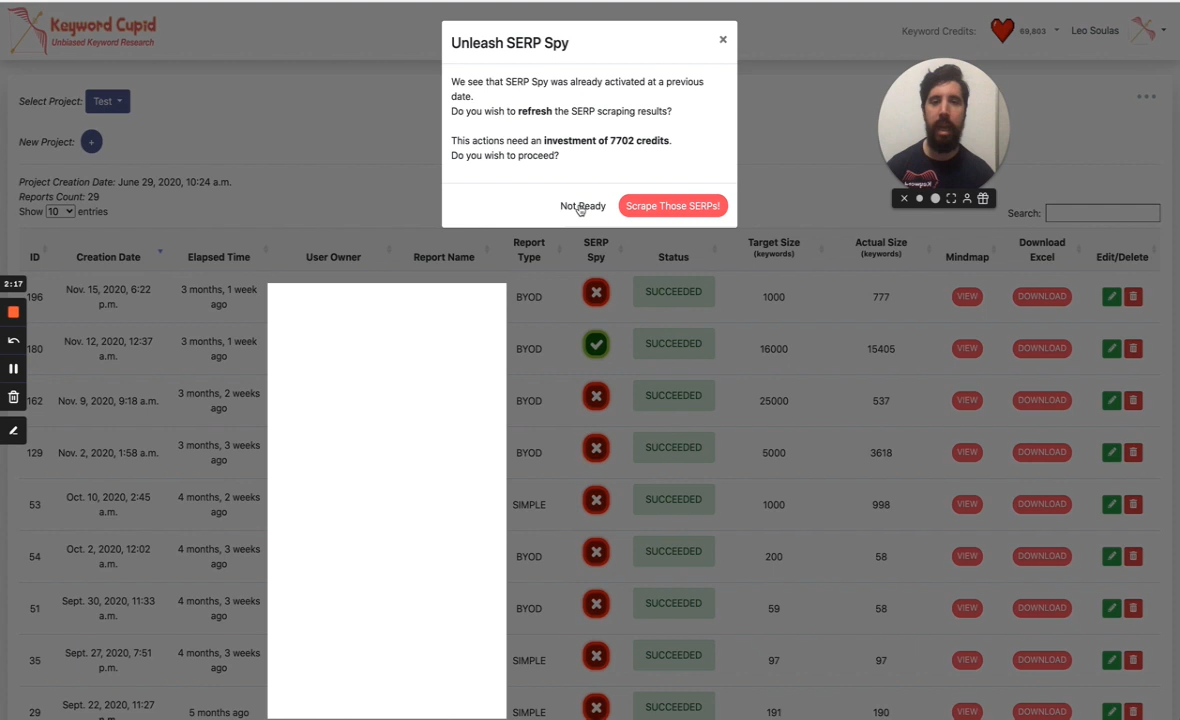 Keyword Cupid
Unbiased Keyword Research
Keyword Credits:
69,803
Leo Soulas
Unleash SERP Spy
×
We see that SERP Spy was already activated at a previous
date.
Do you wish to refresh the SERP scraping results?
This actions need an investment of 7702 credits.
Do you wish to proceed?
Not Ready
Scrape Those SERPs!
Select Project:
Test
New Project:
+
Project Creation Date: June 29, 2020, 10:24 a.m.
Reports Count: 29
Show 10 entries
Search:
ID
Creation Date
Elapsed Time
User Owner
Report Name
Report
Type
SERP
Spy
Status
Target Size
(keywords)
Actual Size
(keywords)
Mindmap
Download
Excel
Edit/Delete
2:17
196
Nov. 15, 2020, 6:22
p.m.
3 months, 1 week
ago
BYOD
SUCCEEDED
1000
777
VIEW
DOWNLOAD
180
Nov. 12, 2020, 12:37
a.m.
3 months, 1 week
ago
BYOD
SUCCEEDED
16000
15405
VIEW
DOWNLOAD
162
Nov. 9, 2020, 9:18 a.m.
3 months, 2 weeks
ago
BYOD
SUCCEEDED
25000
537
VIEW
DOWNLOAD
129
Nov. 2, 2020, 1:58 a.m.
3 months, 3 weeks
ago
BYOD
SUCCEEDED
5000
3618
VIEW
DOWNLOAD
53
Oct. 10, 2020, 2:45
a.m.
4 months, 2 weeks
ago
SIMPLE
SUCCEEDED
1000
998
VIEW
DOWNLOAD
54
Oct. 2, 2020, 12:02
a.m.
4 months, 3 weeks
ago
BYOD
SUCCEEDED
200
58
VIEW
DOWNLOAD
51
Sept. 30, 2020, 11:33
a.m.
4 months, 3 weeks
ago
BYOD
SUCCEEDED
59
58
VIEW
DOWNLOAD
35
Sept. 27, 2020, 7:51
p.m.
4 months, 3 weeks
ago
SIMPLE
SUCCEEDED
97
97
VIEW
DOWNLOAD
29
Sept. 22, 2020, 11:27
5 months ago
SIMPLE
SUCCEEDED
191
190
VIEW
DOWNLOAD